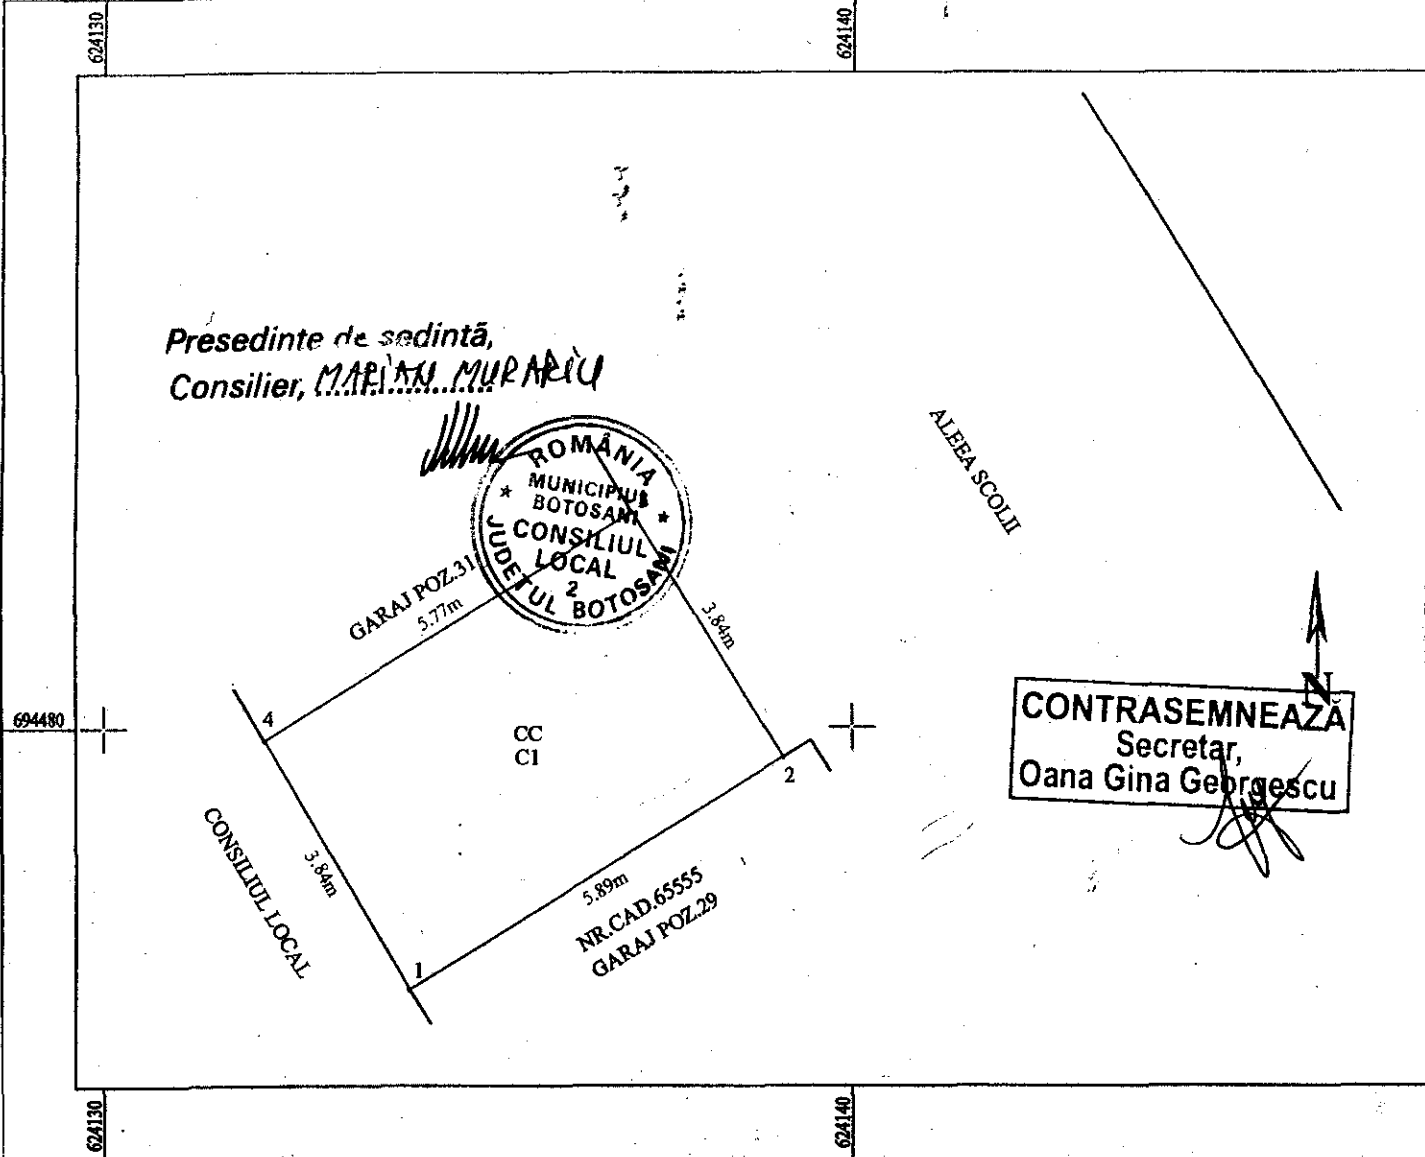 624130
624140
Presedinte de sedintă,
Consilier, MARIAN MURARIU
ROMÂNIA
MUNICIPIUL
BOTOSANI
CONSILIUL
LOCAL
2
JUDETUL BOTOSANI
ALEEA SCOLII
GARAJ POZ.31
5.77m
3.84m
N
CONTRASEMNEAZĂ
Secretar,
Oana Gina Georgescu
694480
4
CC
C1
2
CONSILIUL LOCAL
3.84m
5.89m
NR.CAD.65555
GARAJ POZ.29
1
624130
624140